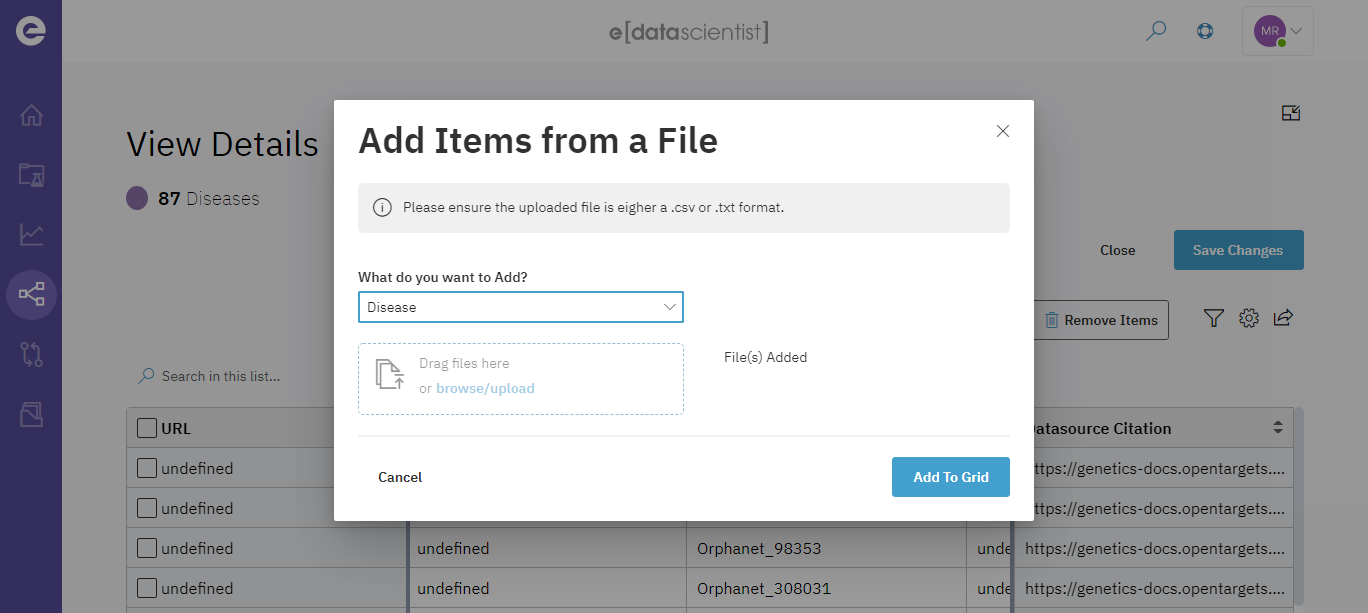 e[datascientist]
MR
View Details
87 Diseases
Close
Save Changes
Remove Items
Search in this list...
Add Items from a File
Please ensure the uploaded file is eigher a .csv or .txt format.
What do you want to Add?
Disease
Drag files here
or browse/upload
File(s) Added
Cancel
Add To Grid
URL
atasource Citation
undefined
ttps://genetics-docs.opentargets....
undefined
ttps://genetics-docs.opentargets....
undefined undefined Orphanet_98353 unde https://genetics-docs.opentargets....
undefined undefined Orphanet_308031 unde https://genetics-docs.opentargets....